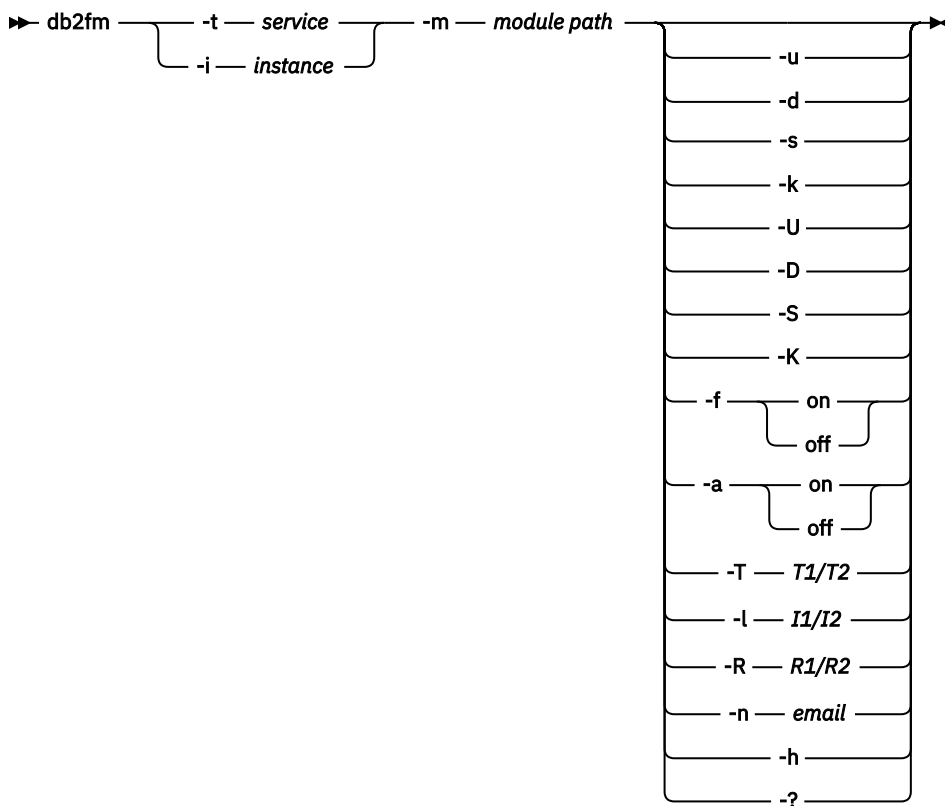 db2fm -t service -m module path
-i instance
-u
-d
-s
-k
-U
-D
-S
-K
-f on
off
-a on
off
-T T1/T2
-l I1/I2
-R R1/R2
-n email
-h
-?